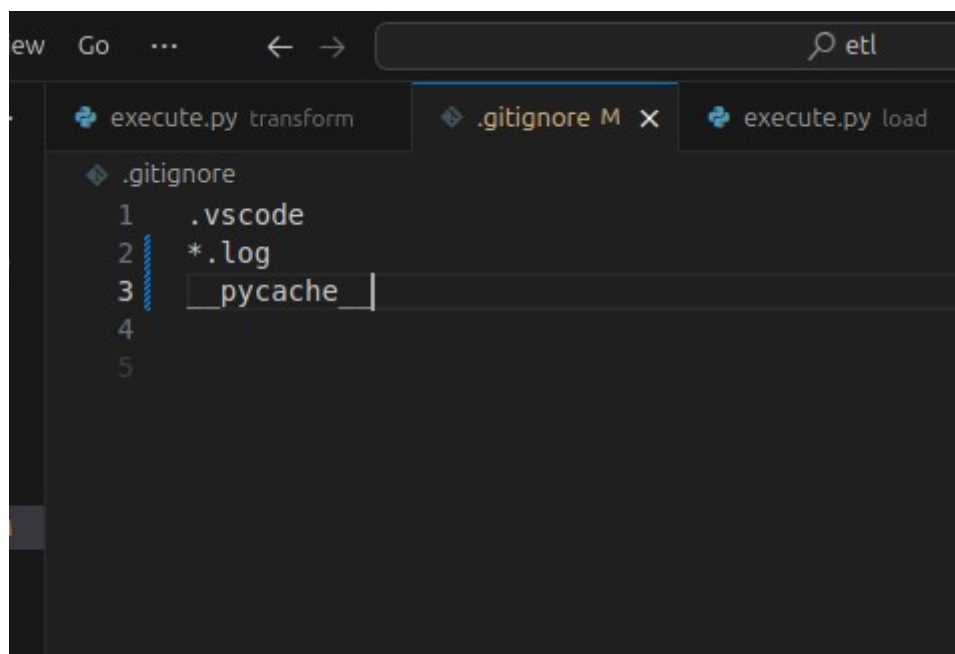 ew Go ... ← → etl
execute.py transform .gitignore M × execute.py load
.gitignore
1 .vscode
2 *.log
3 __pycache__
4
5